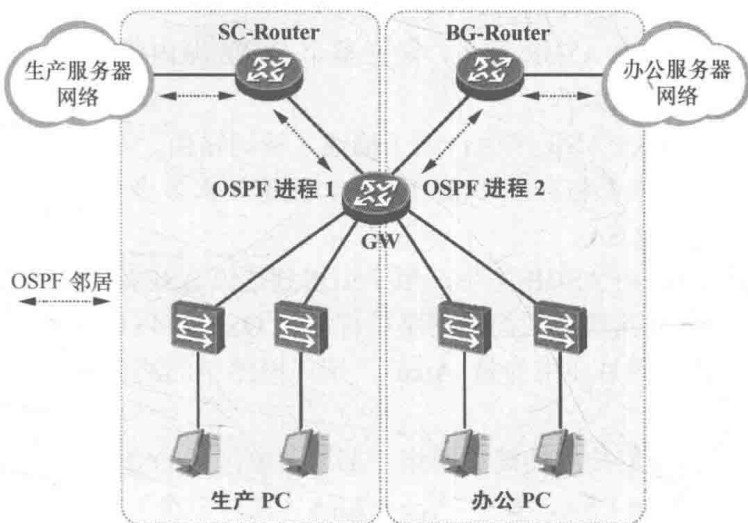 SC-Router
BG-Router
生产服务器
网络
办公服务器
网络
OSPF 进程 1
OSPF 进程 2
GW
OSPF 邻居
生产 PC
办公 PC